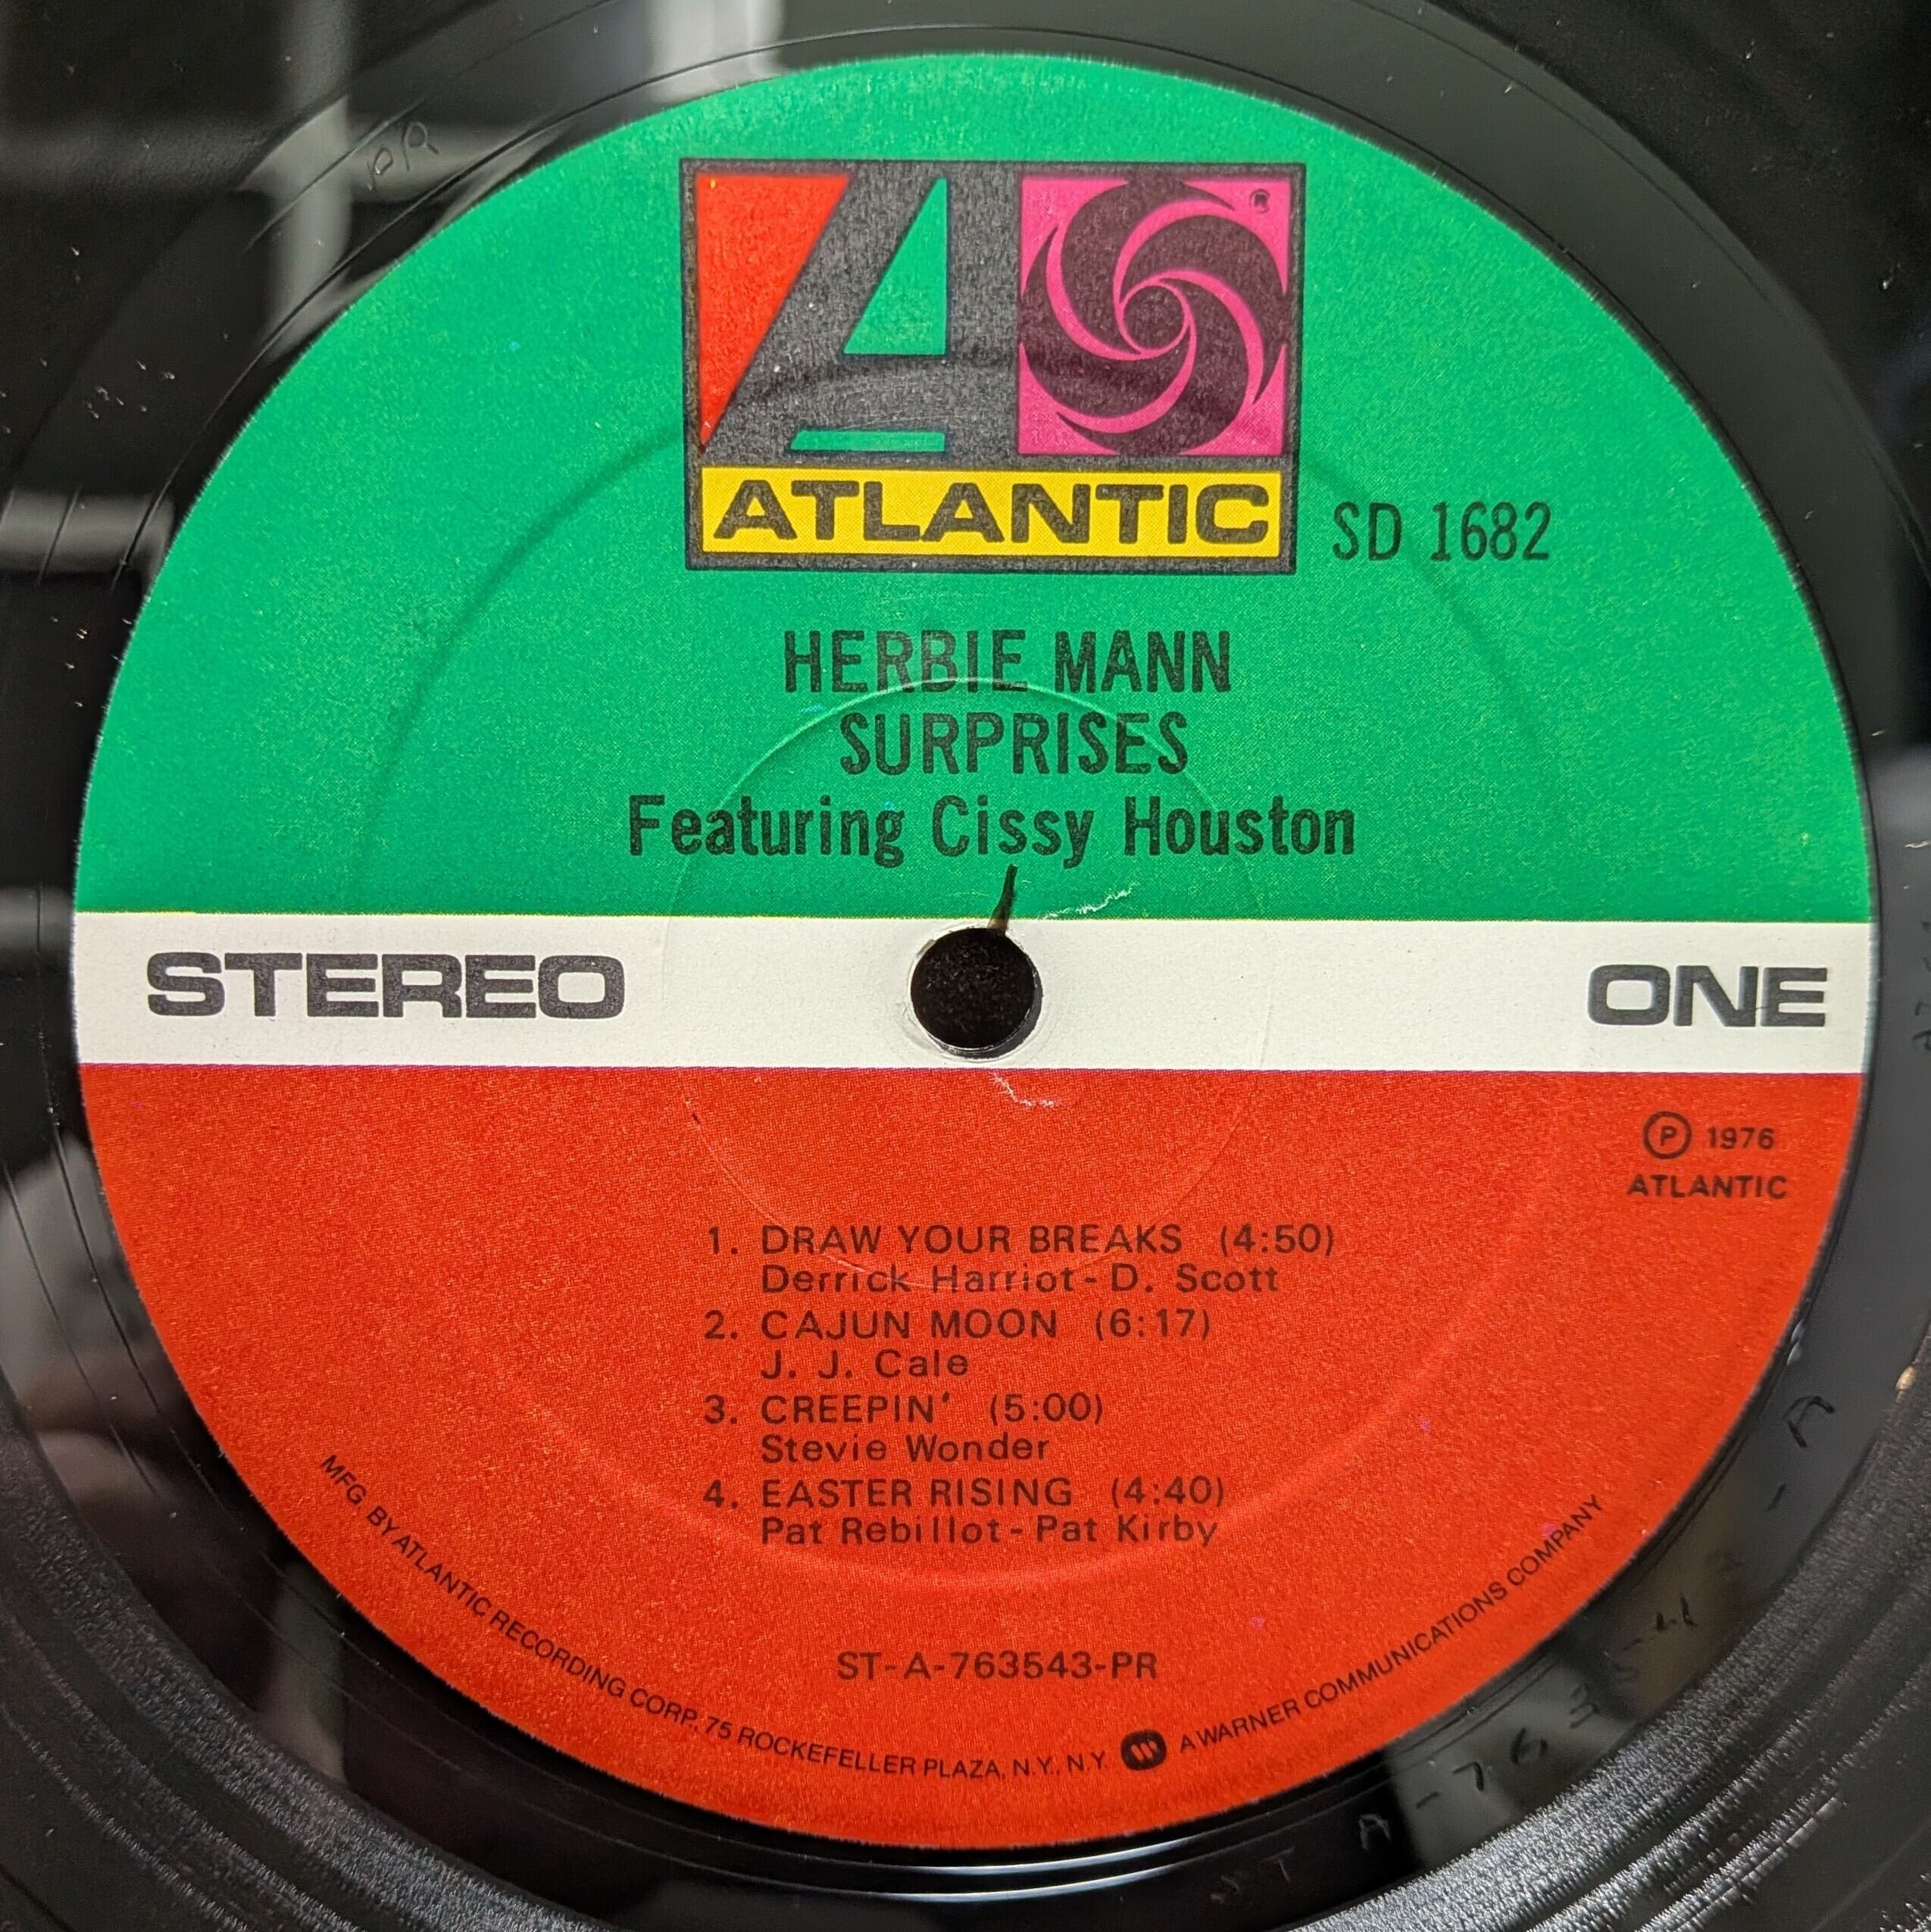 ®
ATLANTIC
SD 1682
HERBIE MANN
SURPRISES
Featuring Cissy Houston
STEREO
ONE
Ⓟ 1976
ATLANTIC
1. DRAW YOUR BREAKS (4:50)
Derrick Harriot - D. Scott
2. CAJUN MOON (6:17)
J. J. Cale
3. CREEPIN' (5:00)
Stevie Wonder
4. EASTER RISING (4:40)
Pat Rebillot - Pat Kirby
ST-A-763543-PR
MFG. BY ATLANTIC RECORDING CORP., 75 ROCKEFELLER PLAZA, N.Y., N.Y. A WARNER COMMUNICATIONS COMPANY
PR